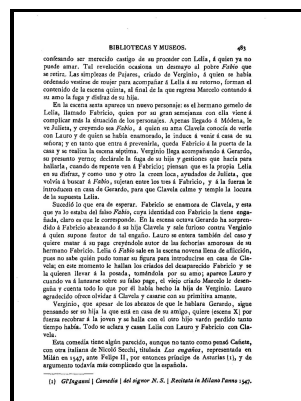 BIBLIOTECAS Y MUSEOS. 483
confesando ser merecido castigo de su proceder con Lelia, á quien ya no
puede amar. Tal revelación ocasiona un desmayo al pobre Fabio que
se retira. Las simplezas de Pajares, criado de Verginio, á quien se había
ordenado vestirse de mujer para acompañar á Lelia á su retorno, forman el
contenido de la escena quinta, al final de la que regresa Marcelo contando á
su amo la fuga y disfraz de su hija.
En la escena sexta aparece un nuevo personaje: es el hermano gemelo de
Lelia, llamado Fabricio, quien por su gran semejanza con ella viene á
complicar más la situación de los personajes. Apenas llegado á Módena, le
ve Julieta, y creyendo sea Fabio, á quien su ama Clavela conocía de verle
con Lauro y de quien se había enamorado, le induce á venir á casa de su
señora; y en tanto que entra á prevenirla, queda Fabricio á la puerta de la
casa y se realiza la escena séptima. Verginio llega acompañando á Gerardo,
su presunto yerno; declárale la fuga de su hija y gestiones que hacía para
hallarla, cuando de repente ven á Fabricio; piensan que es la propia Lelia
en su disfraz, y como uno y otro la creen loca, ayudados de Julieta, que
volvía á buscar á Fabio, sujetan entre los tres á Fabricio, y á la fuerza le
introducen en casa de Gerardo, para que Clavela calme y temple la locura
de la supuesta Lelia.
Sucedió lo que era de esperar. Fabricio se enamora de Clavela, y esta
que ya lo estaba del falso Fabio, cuya identidad con Fabricio la tiene enga-
ñada, claro es que le corresponde. En la escena octava Gerardo ha sorpren-
dido á Fabricio abrazando á su hija Clavela y sale furioso contra Verginio
á quien supone fautor de tal engaño. Lauro se entera también del caso y
quiere matar á su paje creyéndole autor de las fechorías amorosas de su
hermano Fabricio. Lelia ó Fabio sale en la escena novena llena de aflicción,
pues no sabe quién pudo tomar su figura para introducirse en casa de Cla-
vela; en este momento le hallan los criados del desaparecido Fabricio y se
la quieren llevar á la posada, tomándola por su amo; aparece Lauro y
cuando va á lanzarse sobre su falso paje, el viejo criado Marcelo le desen-
gaña y cuenta todo lo que por él había hecho la hija de Verginio. Lauro
agradecido ofrece olvidar á Clavela y casarse con su primitiva amante.
Verginio, que apesar de los abrazos de que le hablara Gerardo, sigue
pensando ser su hija la que está en casa de su amigo, quiere (escena X) por
fuerza recobrar á la joven y se halla con el otro hijo varón perdido tanto
tiempo había. Todo se aclara y casan Lelia con Lauro y Fabricio con Cla-
vela.
Esta comedia tiene algún parecido, aunque no tanto como pensó Cañete,
con otra italiana de Nicoló Secchi, titulada Los engaños, representada en
Milán en 1547, ante Felipe II, por entonces príncipe de Asturias (1), y de
argumento todavía más complicado que la española.
(1) Gl'Inganni | Comedia | del signor N. S. | Recitata in Milano l'anno 1547.